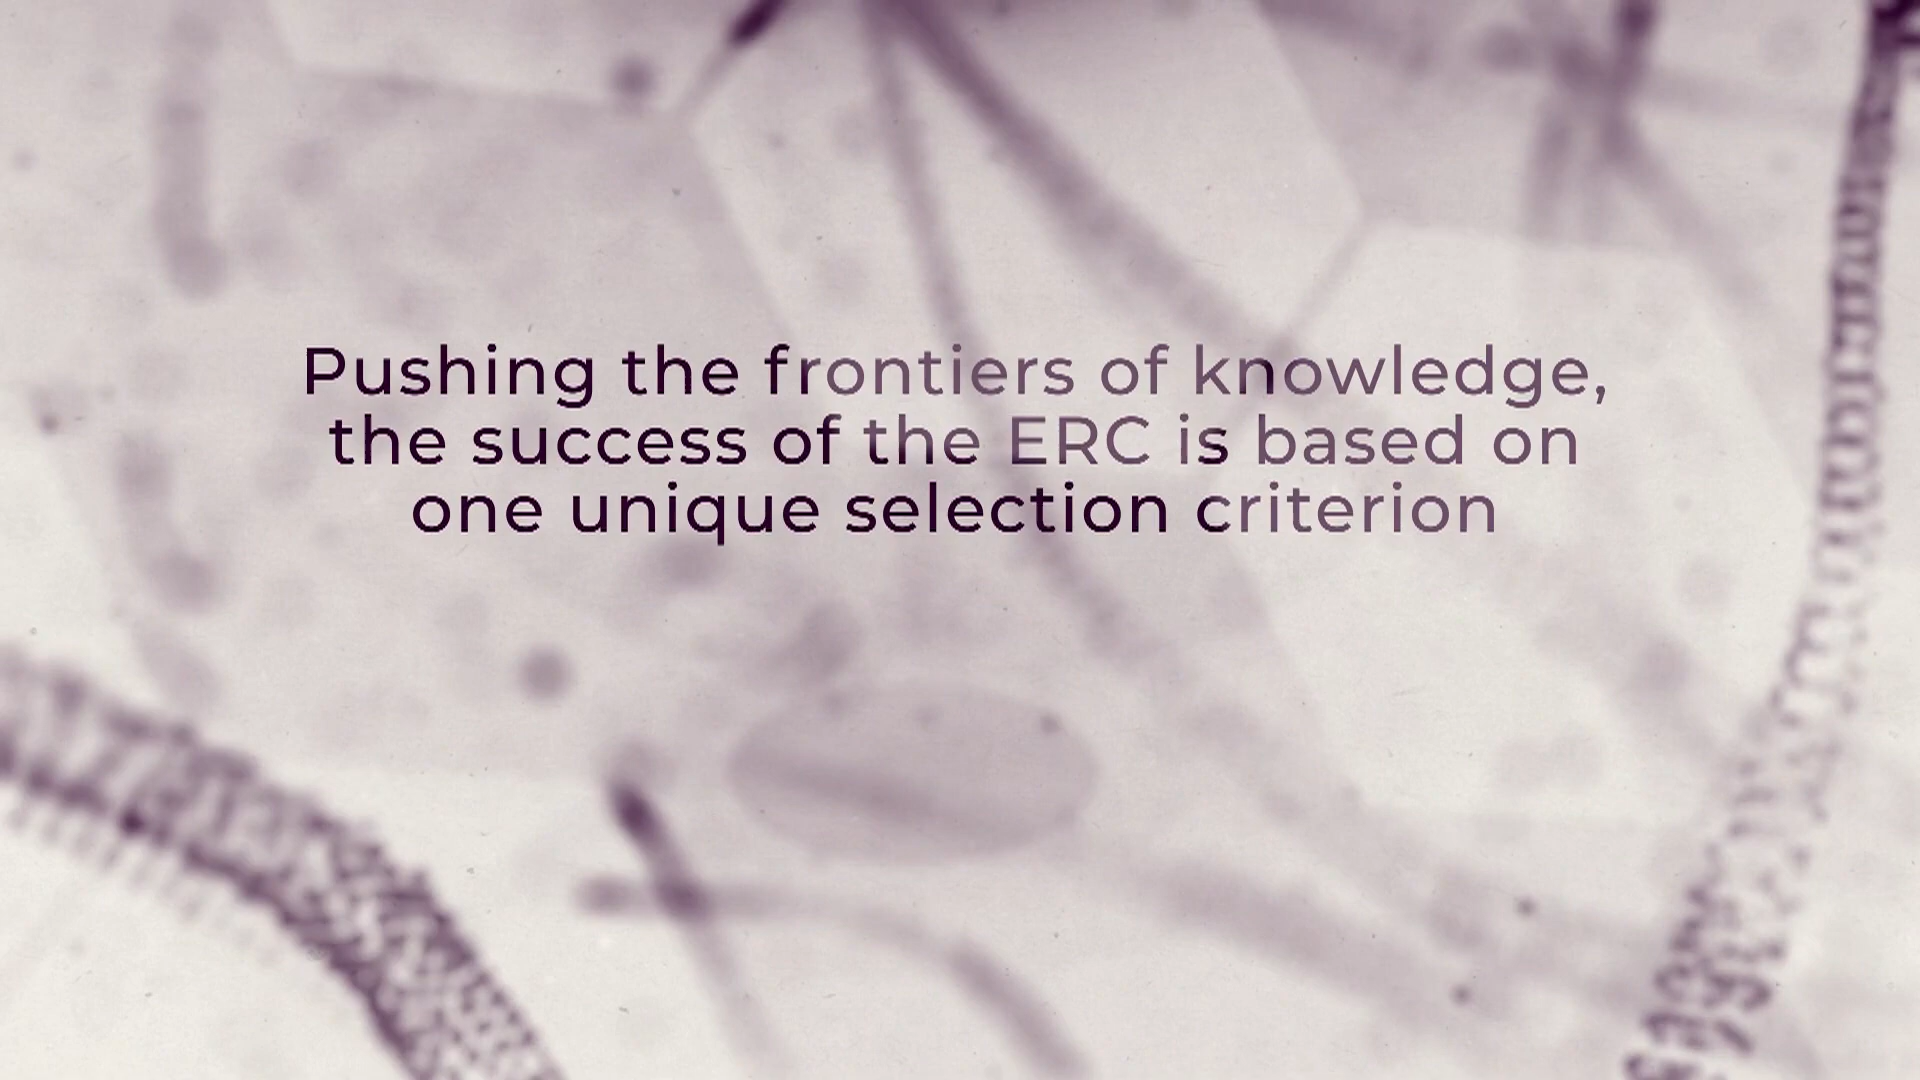 Pushing the frontiers of knowledge,
the success of the ERC is based on
one unique selection criterion